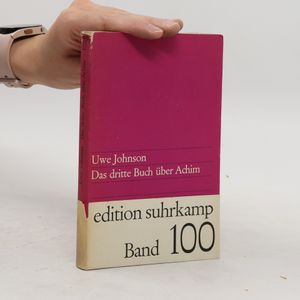 Uwe Johnson
Das dritte Buch über Achim
edition suhrkamp
Band 100